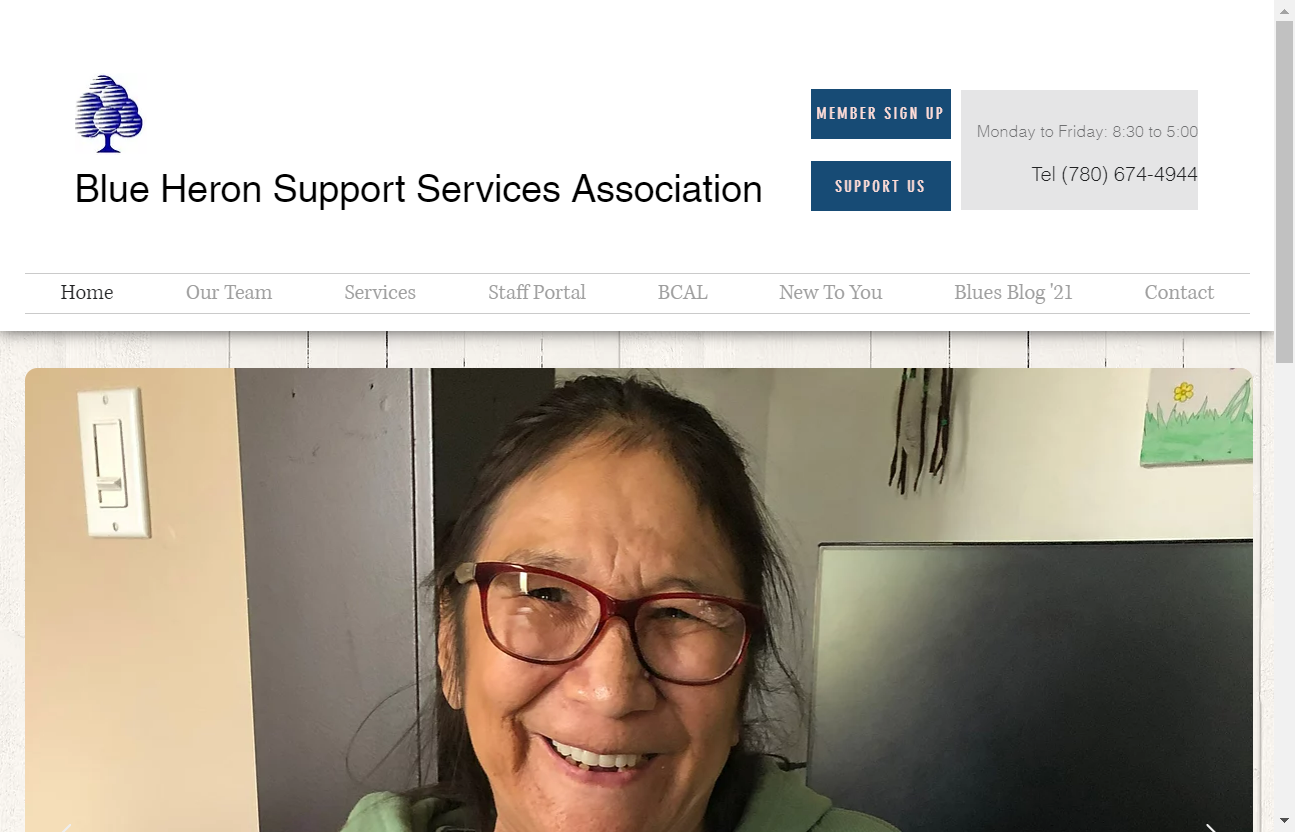 MEMBER SIGN UP
Monday to Friday: 8:30 to 5:00
Tel (780) 674-4944
SUPPORT US
Blue Heron Support Services Association
Home Our Team Services Staff Portal BCAL New To You Blues Blog '21 Contact